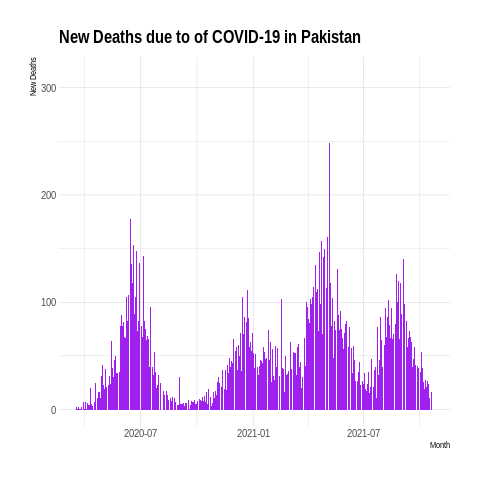 New Deaths due to of COVID-19 in Pakistan
New Deaths
300
200
100
0
2020-07
2021-01
2021-07
Month